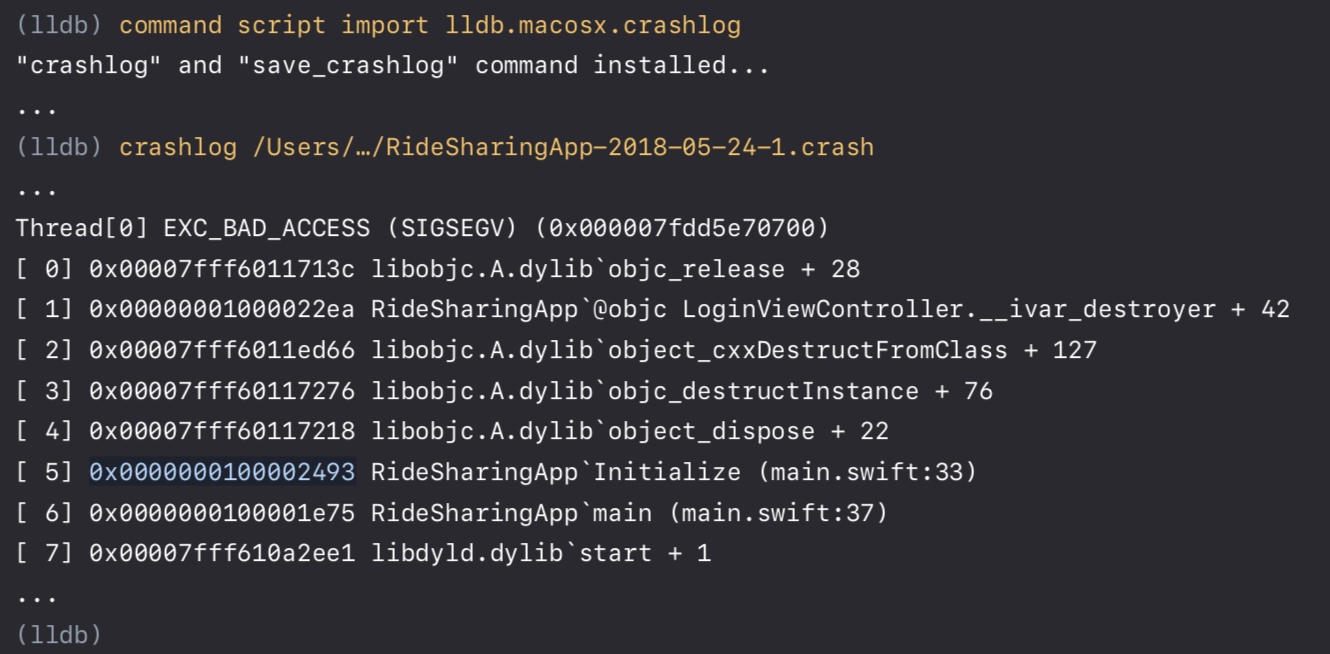 (lldb) command script import lldb.macosx.crashlog
"crashlog" and "save_crashlog" command installed...
...
(lldb) crashlog /Users/…/RideSharingApp-2018-05-24-1.crash
...
Thread[0] EXC_BAD_ACCESS (SIGSEGV) (0x000007fdd5e70700)
[ 0] 0x00007fff6011713c libobjc.A.dylib`objc_release + 28
[ 1] 0x00000001000022ea RideSharingApp`@objc LoginViewController.__ivar_destroyer + 42
[ 2] 0x00007fff6011ed66 libobjc.A.dylib`object_cxxDestructFromClass + 127
[ 3] 0x00007fff60117276 libobjc.A.dylib`objc_destructInstance + 76
[ 4] 0x00007fff60117218 libobjc.A.dylib`object_dispose + 22
[ 5] 0x0000000100002493 RideSharingApp`Initialize (main.swift:33)
[ 6] 0x0000000100001e75 RideSharingApp`main (main.swift:37)
[ 7] 0x00007fff610a2ee1 libdyld.dylib`start + 1
...
(lldb)